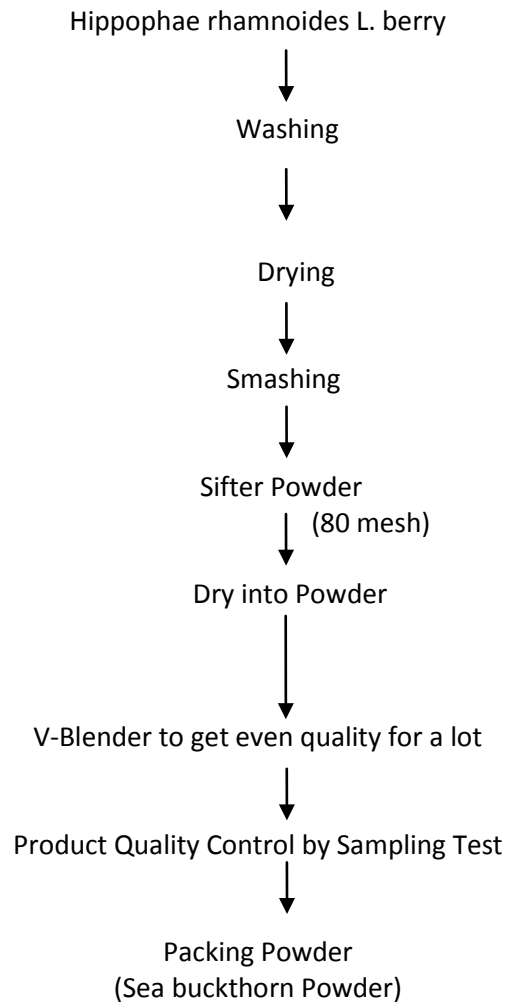 Hippophae rhamnoides L. berry
Washing
Drying
Smashing
Sifter Powder
(80 mesh)
Dry into Powder
V-Blender to get even quality for a lot
Product Quality Control by Sampling Test
Packing Powder
(Sea buckthorn Powder)